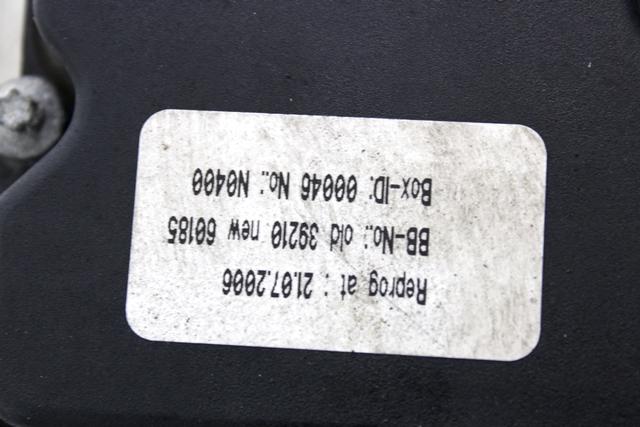 Reprog at : 21.07.2006
BB-No.: old 39210 new 60185
Box-ID: 00046 No.: N0400